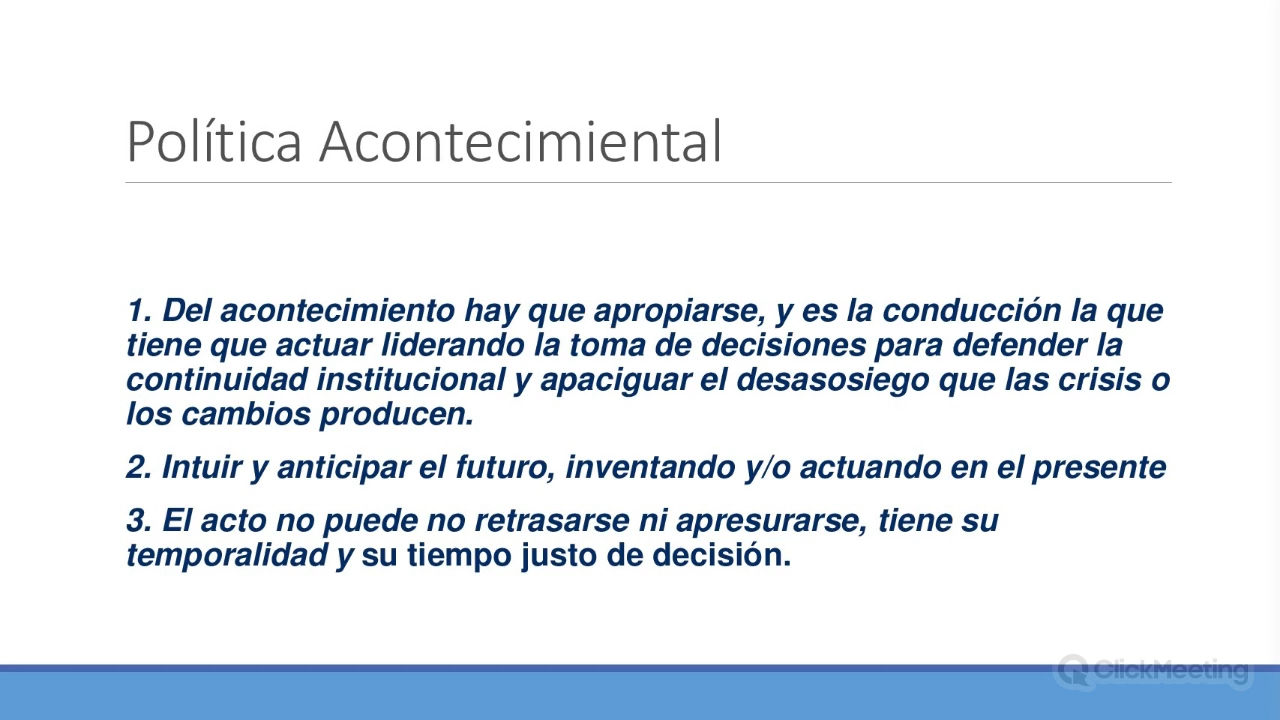 Política Acontecimiental
1. Del acontecimiento hay que apropiarse, y es la conducción la que
tiene que actuar liderando la toma de decisiones para defender la
continuidad institucional y apaciguar el desasosiego que las crisis o
los cambios producen.
2. Intuir y anticipar el futuro, inventando y/o actuando en el presente
3. El acto no puede no retrasarse ni apresurarse, tiene su
temporalidad y su tiempo justo de decisión.
ClickMeeting